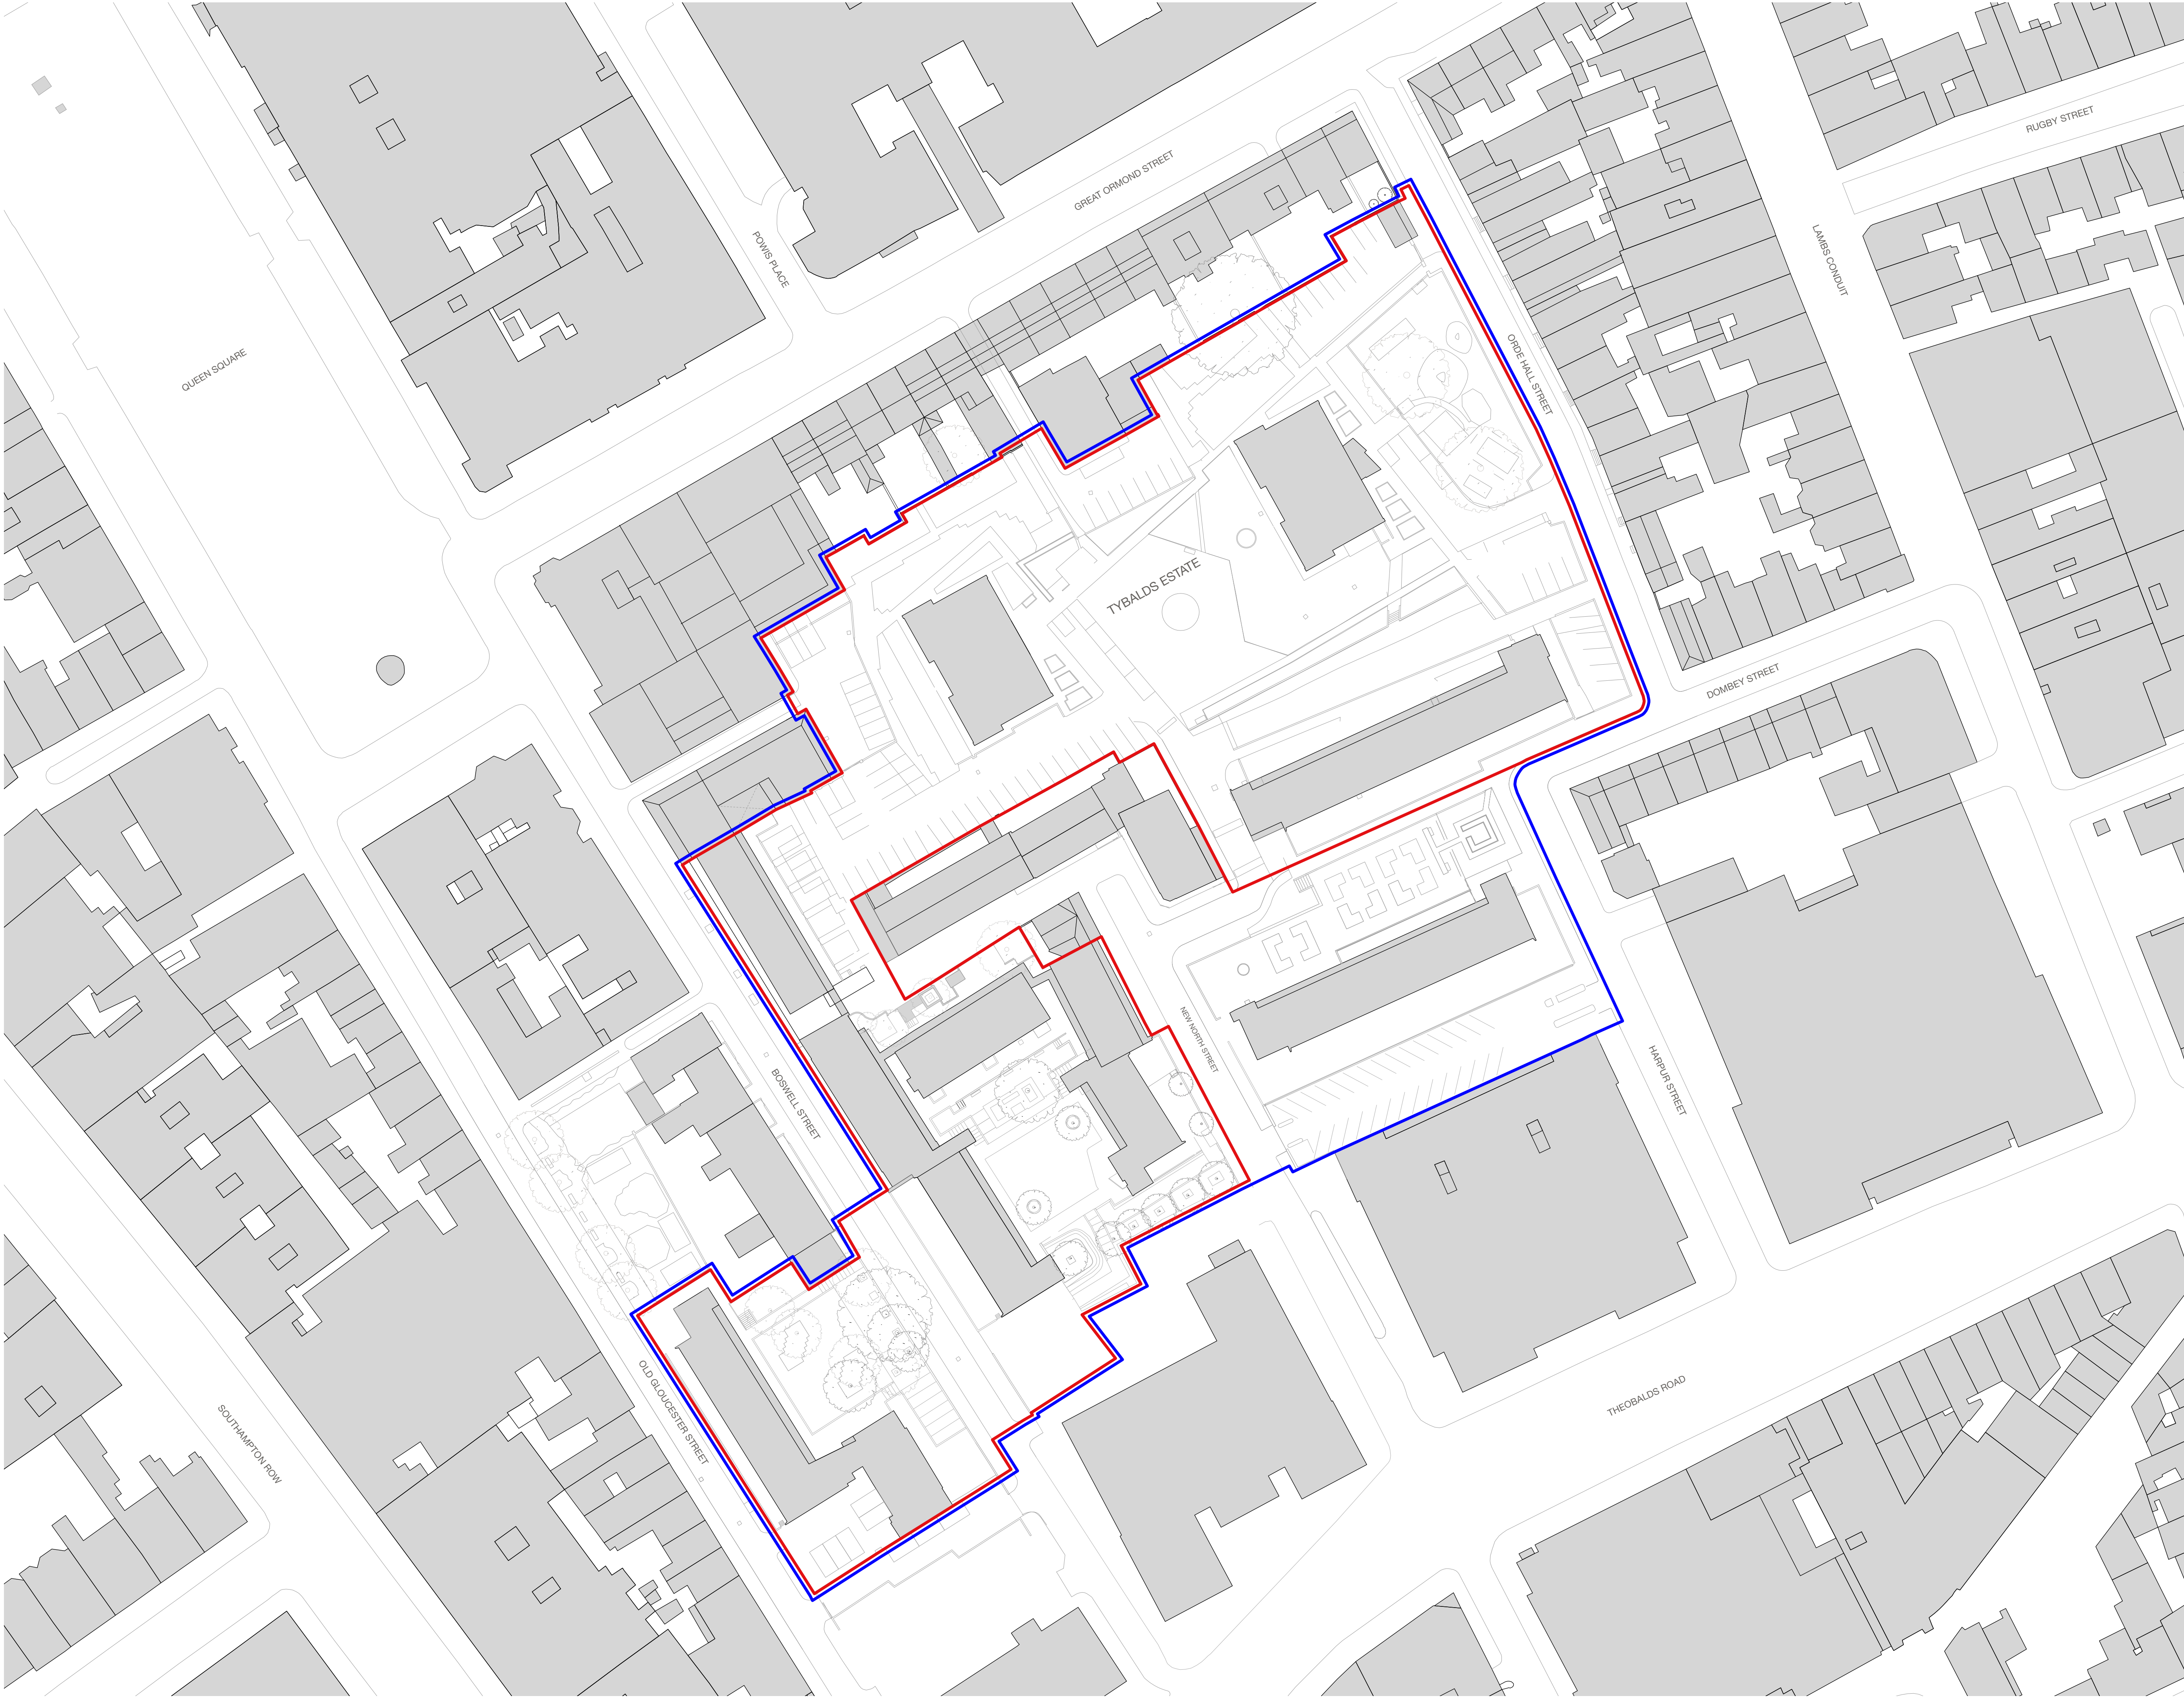 RUGBY STREET
GREAT ORMOND STREET
POWIS PLACE
LAMBS CONDUIT
QUEEN SQUARE
ORDE HALL STREET
TYBALDS ESTATE
DOMBEY STREET
NEW NORTH STREET
HARPUR STREET
BOSWELL STREET
THEOBALDS ROAD
OLD GLOUCESTER STREET
SOUTHAMPTON ROW